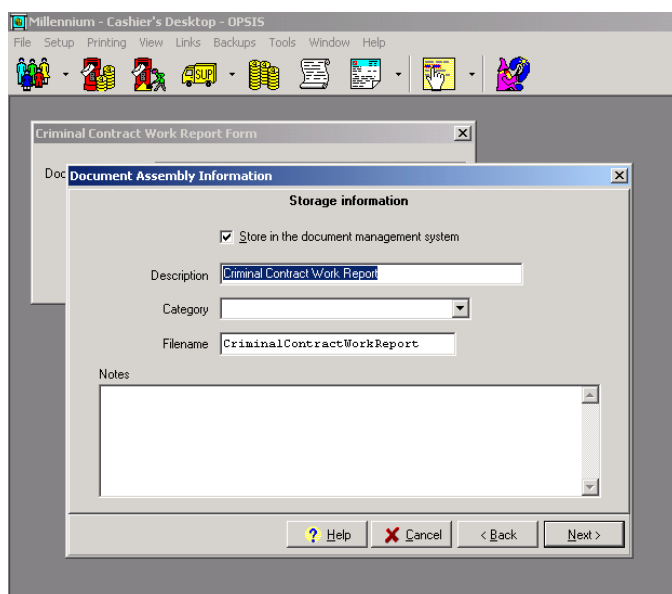 Millennium - Cashier's Desktop - OPSIS
File Setup Printing View Links Backups Tools Window Help
SUP
Criminal Contract Work Report Form
Doc
Document Assembly Information
Storage information
Store in the document management system
Description Criminal Contract Work Report
Category
Filename CriminalContractWorkReport
Notes
? Help Cancel < Back Next >